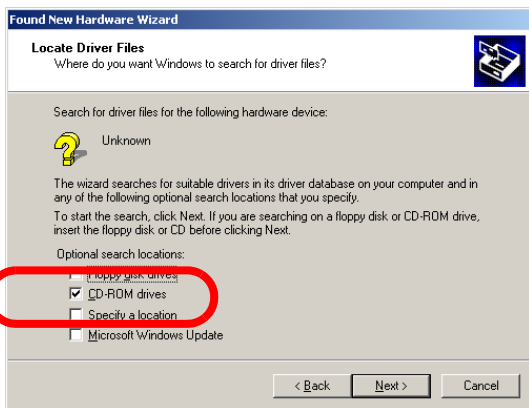 Found New Hardware Wizard
Locate Driver Files
Where do you want Windows to search for driver files?
Search for driver files for the following hardware device:
Unknown
The wizard searches for suitable drivers in its driver database on your computer and in
any of the following optional search locations that you specify.
To start the search, click Next. If you are searching on a floppy disk or CD-ROM drive,
insert the floppy disk or CD before clicking Next.
Optional search locations:
Floppy disk drives
CD-ROM drives
Specify a location
Microsoft Windows Update
< Back
Next >
Cancel